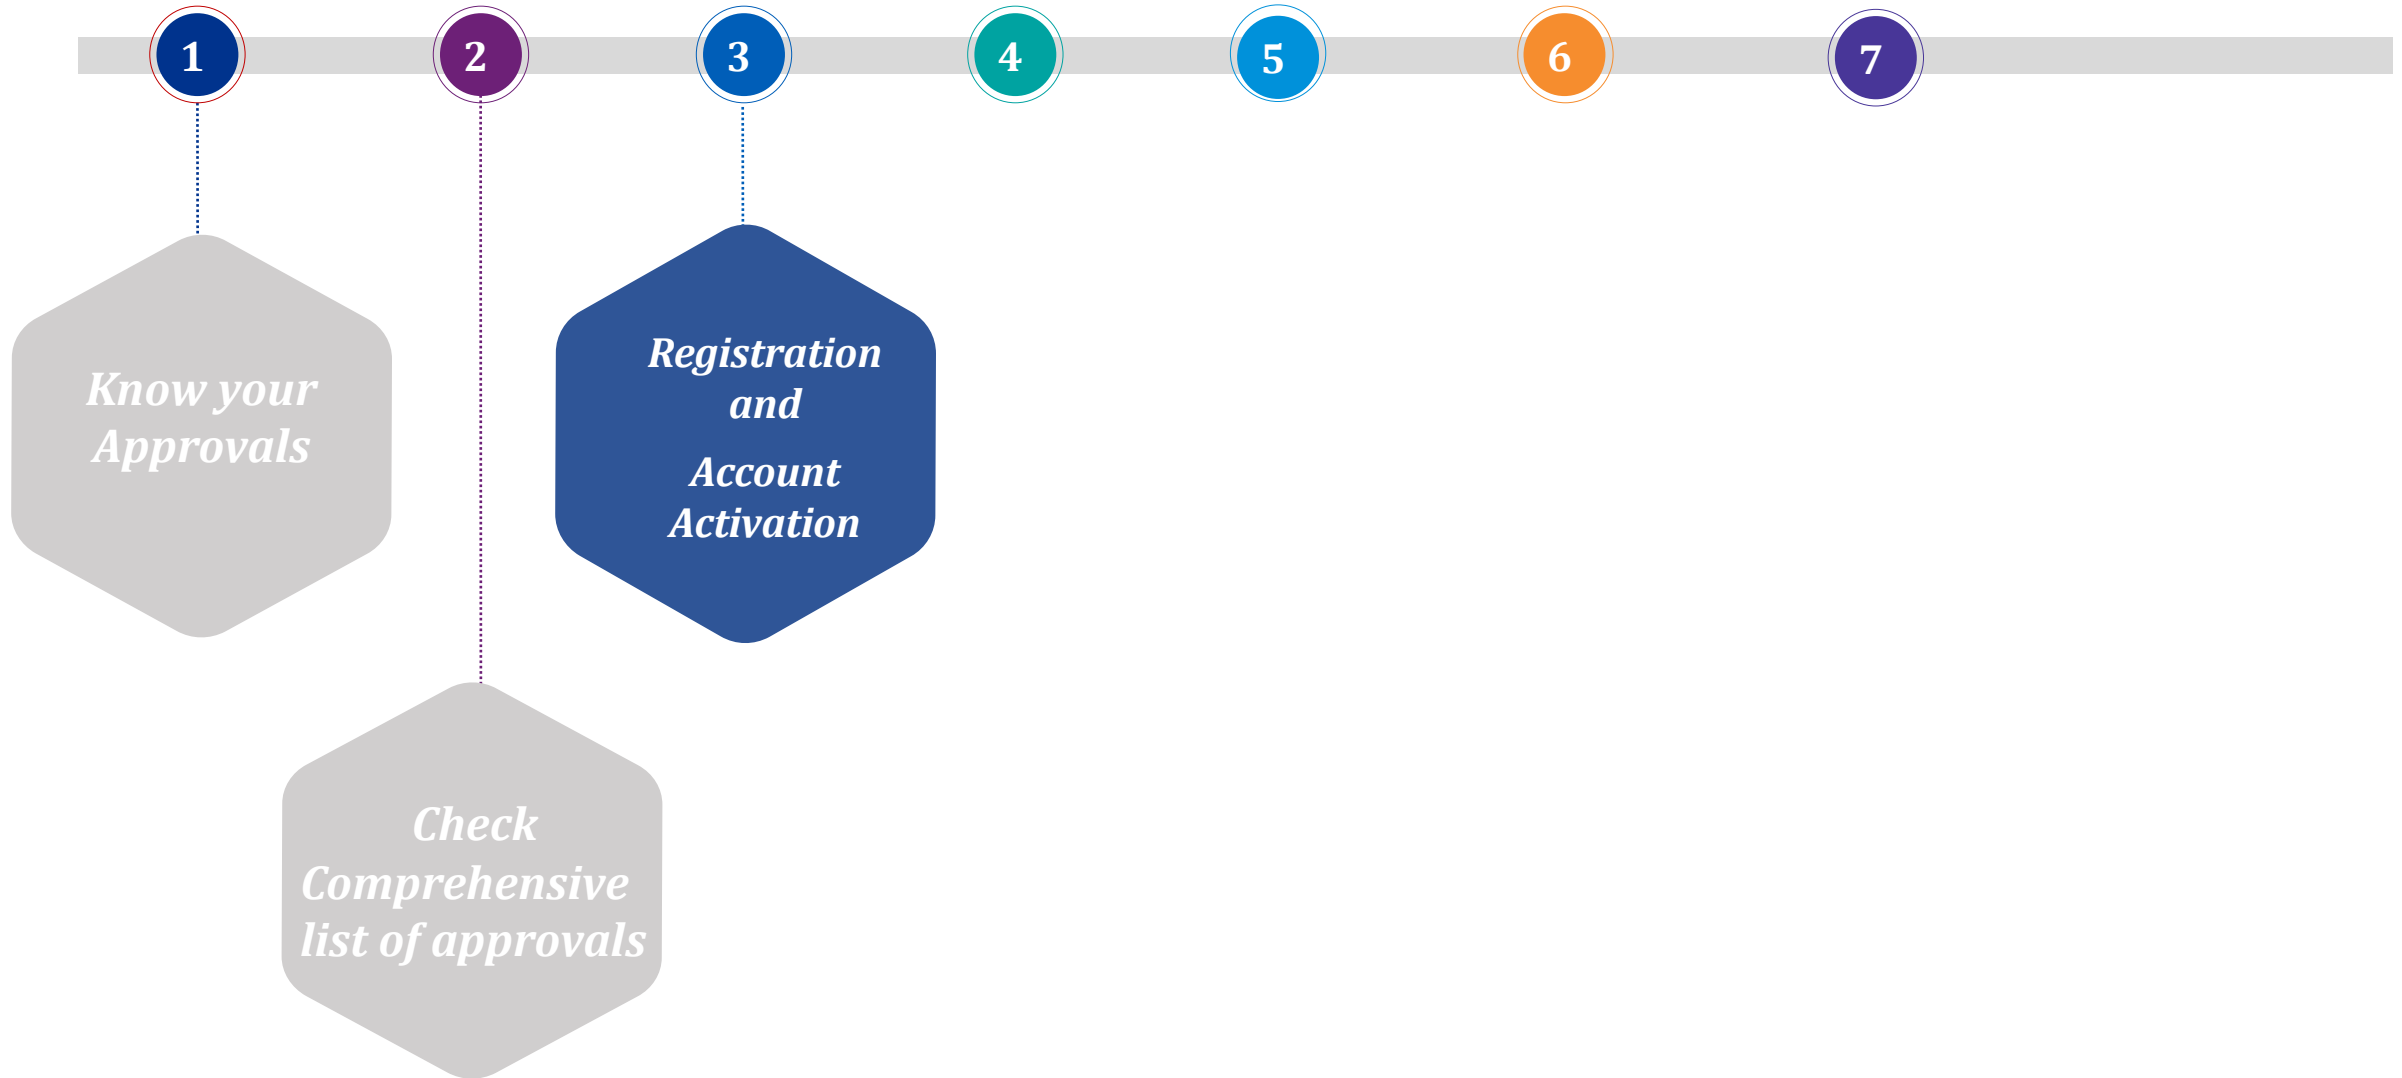 1
2
3
4
5
6
7
Know your
Approvals
Registration
and
Account
Activation
Check
Comprehensive
list of approvals